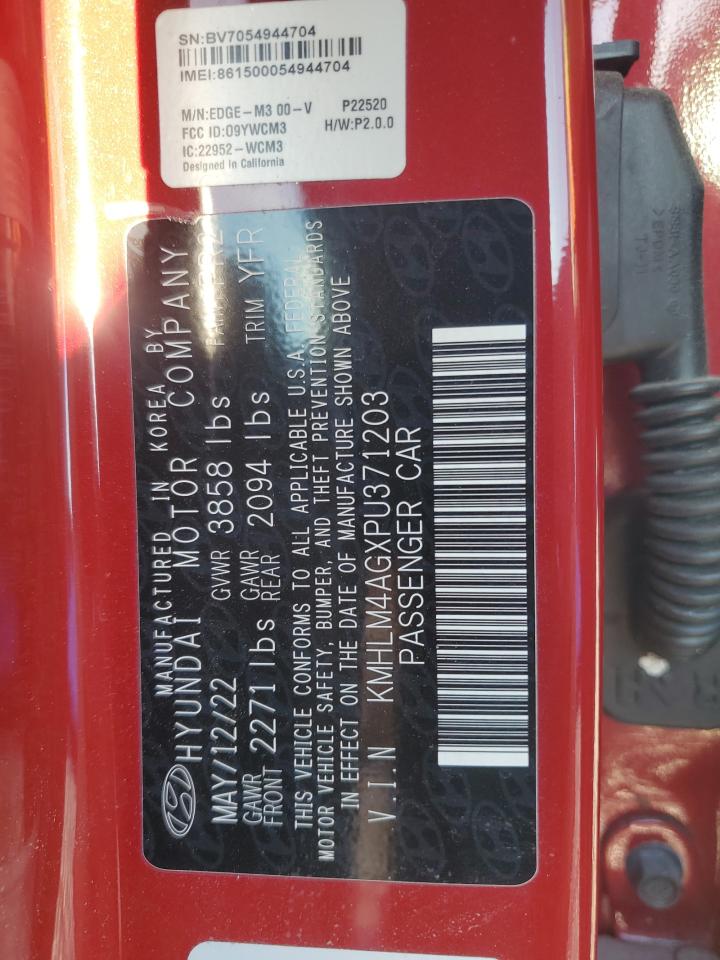 SN:BV7054944704
IMEI:861500054944704
M/N:EDGE-M3 00-V P22520
FCC ID:09YWCM3 H/W:P2.0.0
IC:22952-WCM3
Designed in California
MANUFACTURED IN KOREA BY
HYUNDAI MOTOR COMPANY
MAY/12/22 GVWR 3858 lbs PAINT
GAWR FRONT 2271 lbs GAWR REAR 2094 lbs TRIM YFR
THIS VEHICLE CONFORMS TO ALL APPLICABLE U.S.A. FEDERAL
MOTOR VEHICLE SAFETY, BUMPER, AND THEFT PREVENTION STANDARDS
IN EFFECT ON THE DATE OF MANUFACTURE SHOWN ABOVE
V.I.N KMHLM4AGXPU371203
PASSENGER CAR